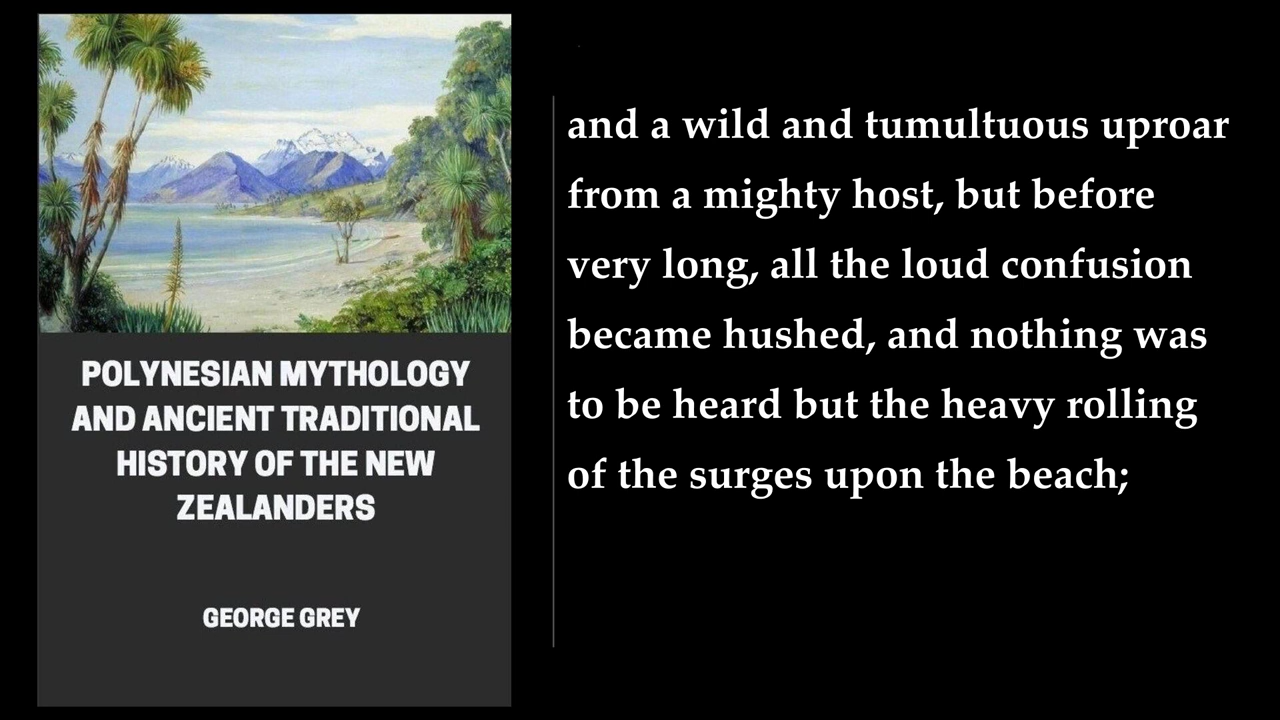 POLYNESIAN MYTHOLOGY
AND ANCIENT TRADITIONAL
HISTORY OF THE NEW
ZEALANDERS
GEORGE GREY
and a wild and tumultuous uproar
from a mighty host, but before
very long, all the loud confusion
became hushed, and nothing was
to be heard but the heavy rolling
of the surges upon the beach;